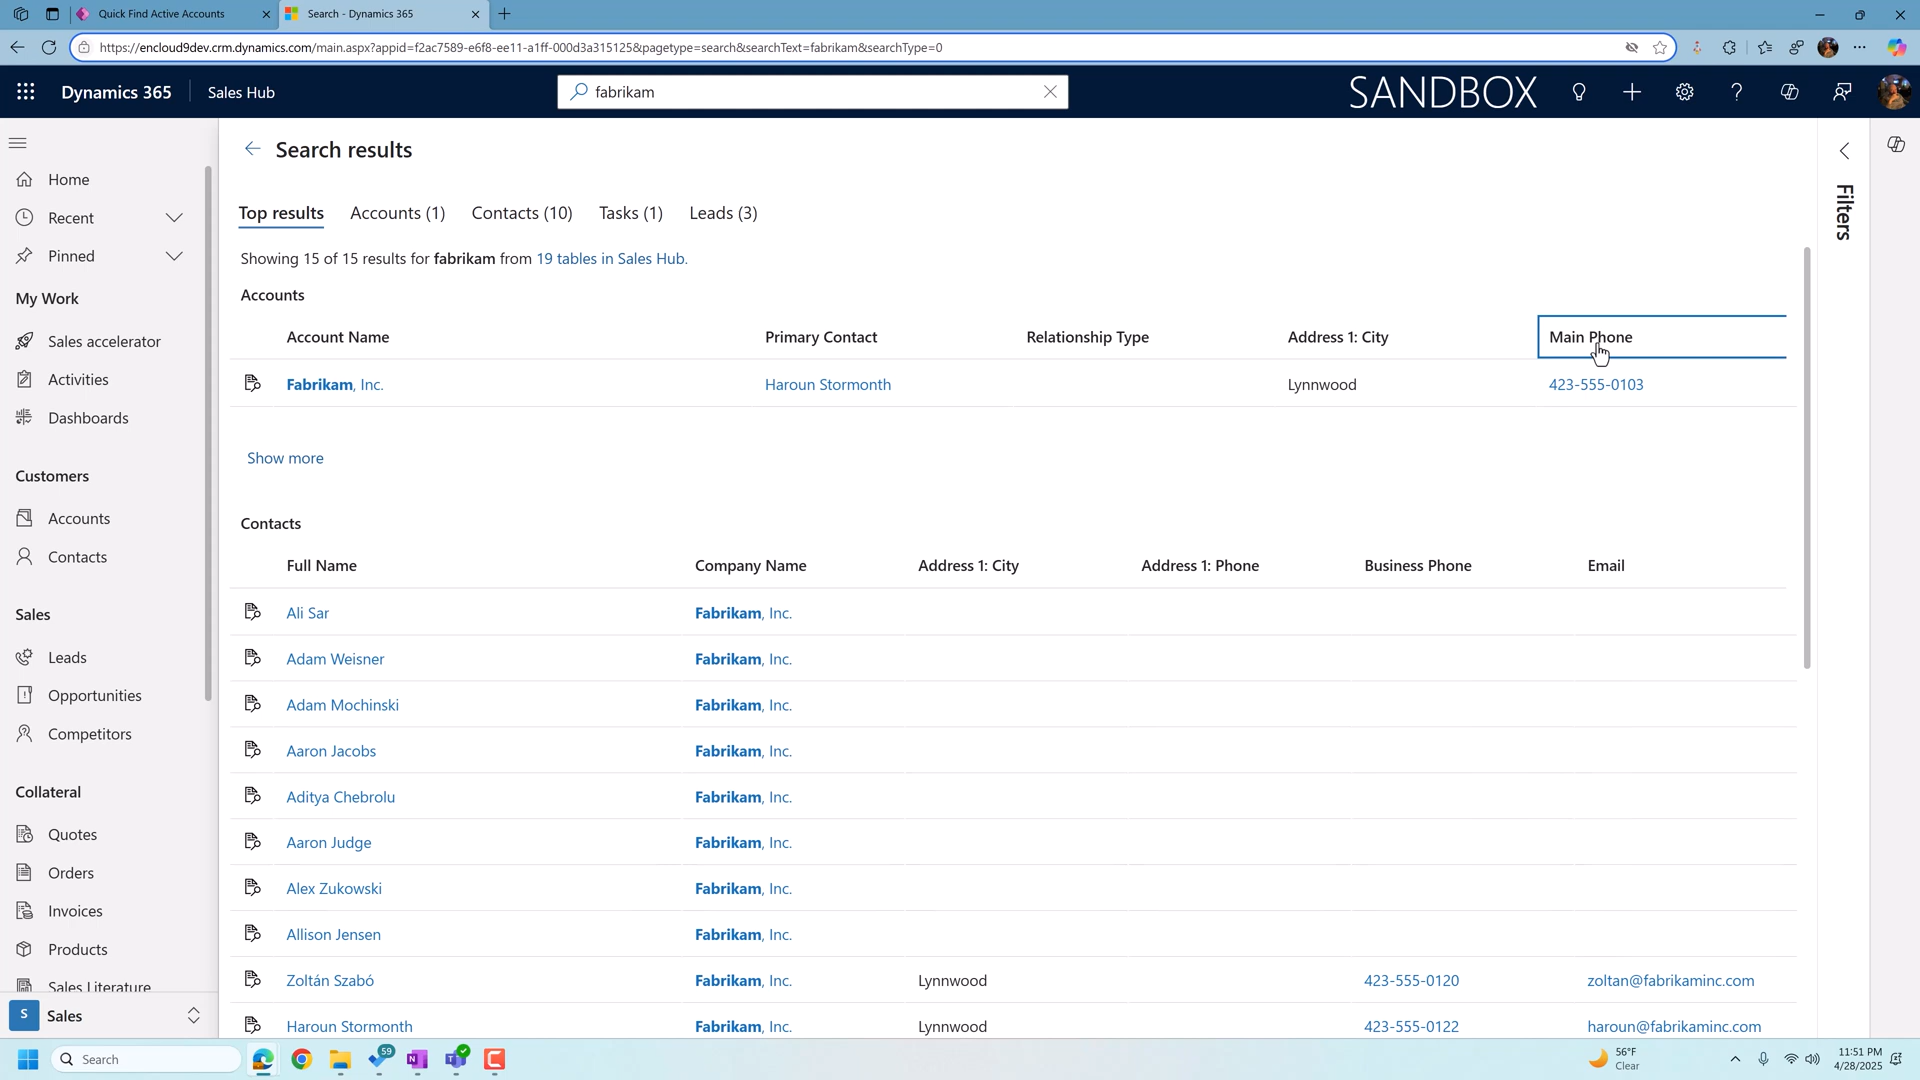 Quick Find Active Accounts
Search - Dynamics 365
https://encloud9dev.crm.dynamics.com/main.aspx?appid=f2ac7589-e6f8-ee11-a1ff-000d3a315125&pagetype=search&searchText=fabrikam&searchType=0
Dynamics 365
Sales Hub
fabrikam
SANDBOX
Search results
Home
Recent
Pinned
My Work
Sales accelerator
Activities
Dashboards
Customers
Accounts
Contacts
Sales
Leads
Opportunities
Competitors
Collateral
Quotes
Orders
Invoices
Products
Sales Literature
S
Sales
Top results Accounts (1) Contacts (10) Tasks (1) Leads (3)
Showing 15 of 15 results for fabrikam from 19 tables in Sales Hub.
Accounts
Account Name Primary Contact Relationship Type Address 1: City Main Phone
Fabrikam, Inc. Haroun Stormonth Lynnwood 423-555-0103
Show more
Contacts
Full Name Company Name Address 1: City Address 1: Phone Business Phone Email
Ali Sar Fabrikam, Inc.
Adam Weisner Fabrikam, Inc.
Adam Mochinski Fabrikam, Inc.
Aaron Jacobs Fabrikam, Inc.
Aditya Chebrolu Fabrikam, Inc.
Aaron Judge Fabrikam, Inc.
Alex Zukowski Fabrikam, Inc.
Allison Jensen Fabrikam, Inc.
Zoltán Szabó Fabrikam, Inc. Lynnwood 423-555-0120 zoltan@fabrikaminc.com
Haroun Stormonth Fabrikam, Inc. Lynnwood 423-555-0122 haroun@fabrikaminc.com
Filters
Search
59
56°F
Clear
11:51 PM
4/28/2025